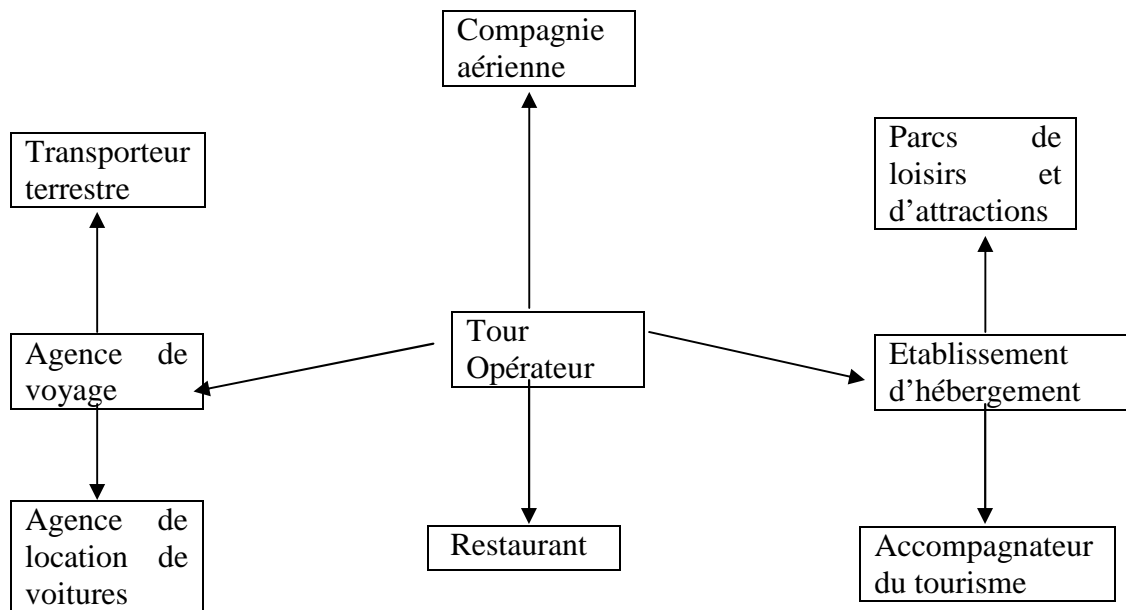 Compagnie
aérienne
Transporteur
terrestre
Parcs de
loisirs et
d’attractions
Agence de
voyage
Tour
Opérateur
Etablissement
d’hébergement
Agence de
location de
voitures
Restaurant
Accompagnateur
du tourisme